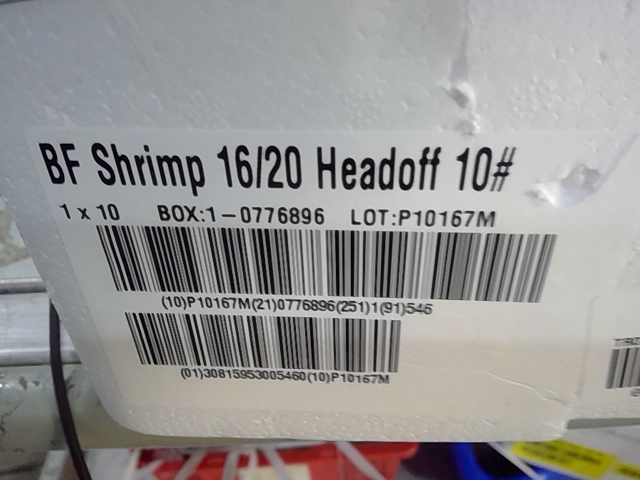 BF Shrimp 16/20 Headoff 10#
1 x 10 BOX:1-0776896 LOT:P10167M
(10)P10167M(21)0776896(251)1(91)546
(01)30815953005460(10)P10167M